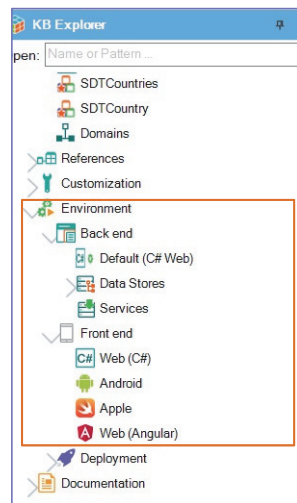 KB Explorer
pen: Name or Pattern ...
SDTCountries
SDTCountry
Domains
References
Customization
Environment
Back end
C# Default (C# Web)
Data Stores
Services
Front end
C# Web (C#)
Android
Apple
A Web (Angular)
Deployment
Documentation